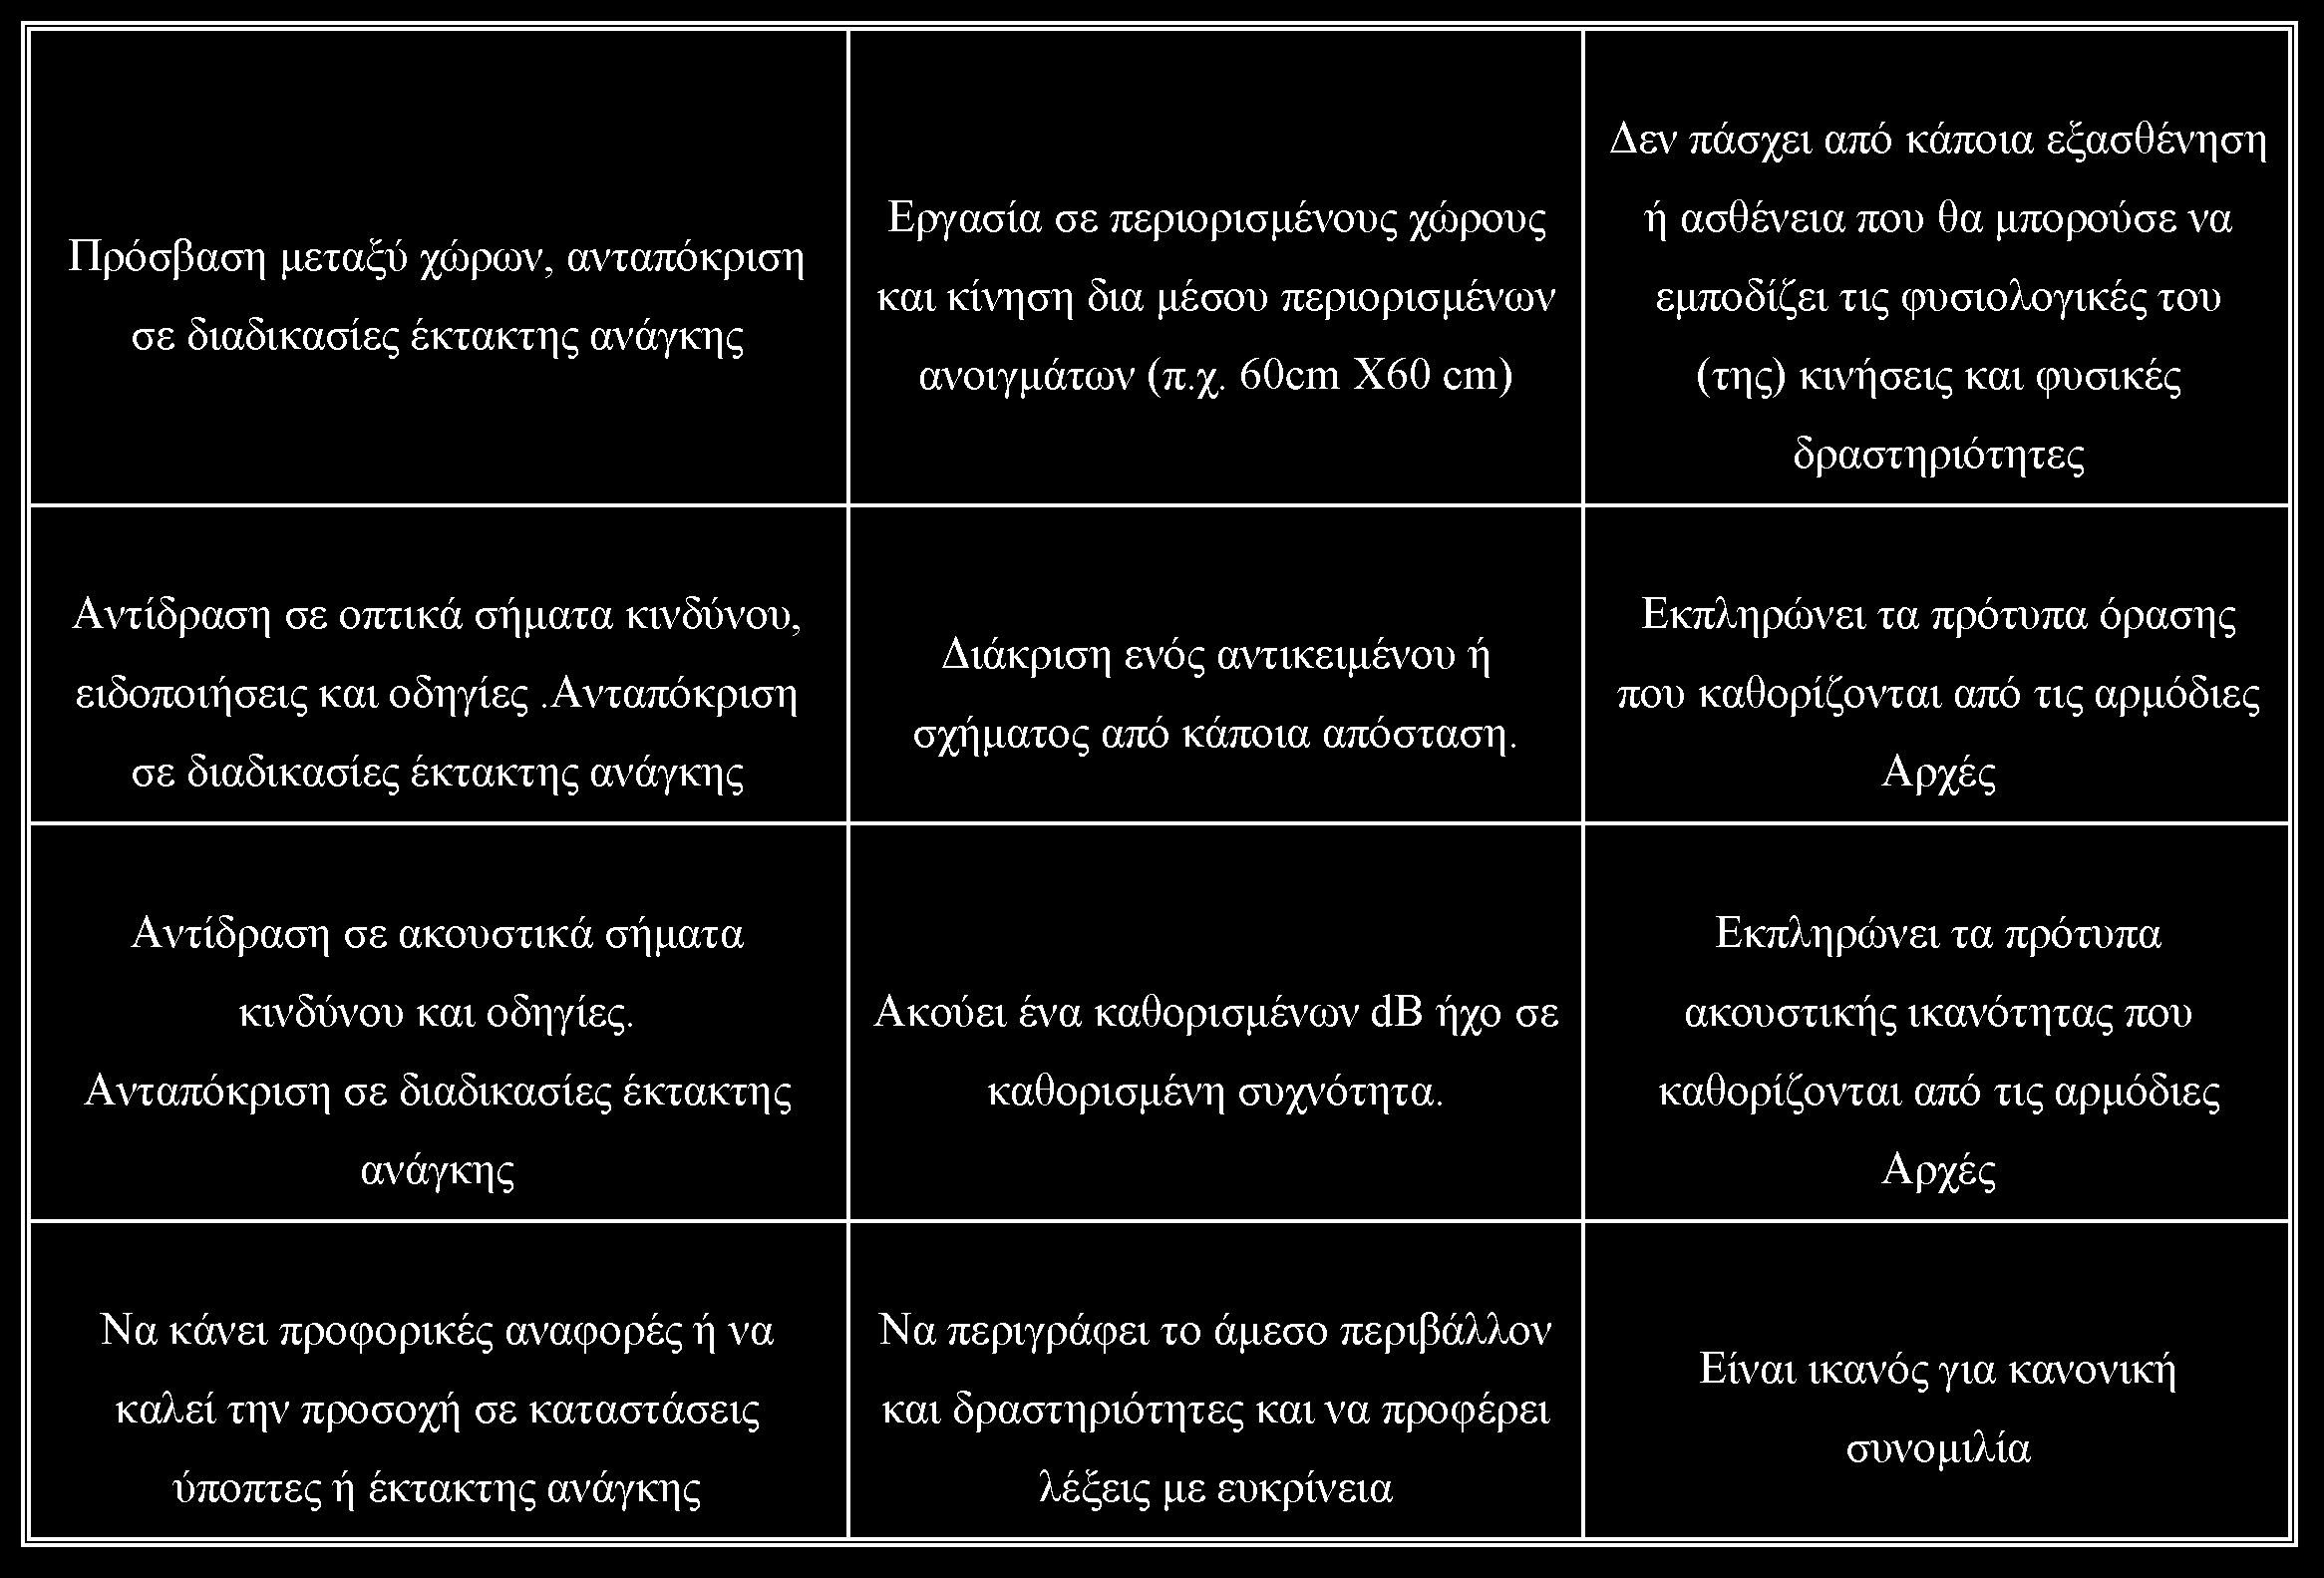 Πρόσβαση μεταξύ χώρων, ανταπόκριση
σε διαδικασίες έκτακτης ανάγκης
Εργασία σε περιορισμένους χώρους
και κίνηση δια μέσου περιορισμένων
ανοιγμάτων (π.χ. 60cm X60 cm)
Δεν πάσχει από κάποια εξασθένηση
ή ασθένεια που θα μπορούσε να
εμποδίζει τις φυσιολογικές του
(της) κινήσεις και φυσικές
δραστηριότητες
Αντίδραση σε οπτικά σήματα κινδύνου,
ειδοποιήσεις και οδηγίες .Ανταπόκριση
σε διαδικασίες έκτακτης ανάγκης
Διάκριση ενός αντικειμένου ή
σχήματος από κάποια απόσταση.
Εκπληρώνει τα πρότυπα όρασης
που καθορίζονται από τις αρμόδιες
Αρχές
Αντίδραση σε ακουστικά σήματα
κινδύνου και οδηγίες.
Ανταπόκριση σε διαδικασίες έκτακτης
ανάγκης
Ακούει ένα καθορισμένων dB ήχο σε
καθορισμένη συχνότητα.
Εκπληρώνει τα πρότυπα
ακουστικής ικανότητας που
καθορίζονται από τις αρμόδιες
Αρχές
Να κάνει προφορικές αναφορές ή να
καλεί την προσοχή σε καταστάσεις
ύποπτες ή έκτακτης ανάγκης
Να περιγράφει το άμεσο περιβάλλον
και δραστηριότητες και να προφέρει
λέξεις με ευκρίνεια
Είναι ικανός για κανονική
συνομιλία